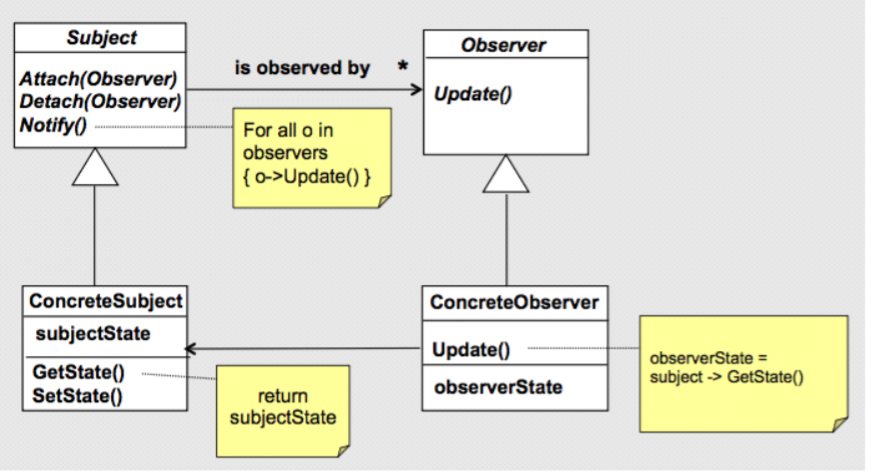 Subject
Attach(Observer)
Detach(Observer)
Notify()
is observed by *
Observer
Update()
For all o in
observers
{ o->Update() }
ConcreteSubject
subjectState
GetState()
SetState()
return
subjectState
ConcreteObserver
Update()
observerState
observerState =
subject -> GetState()